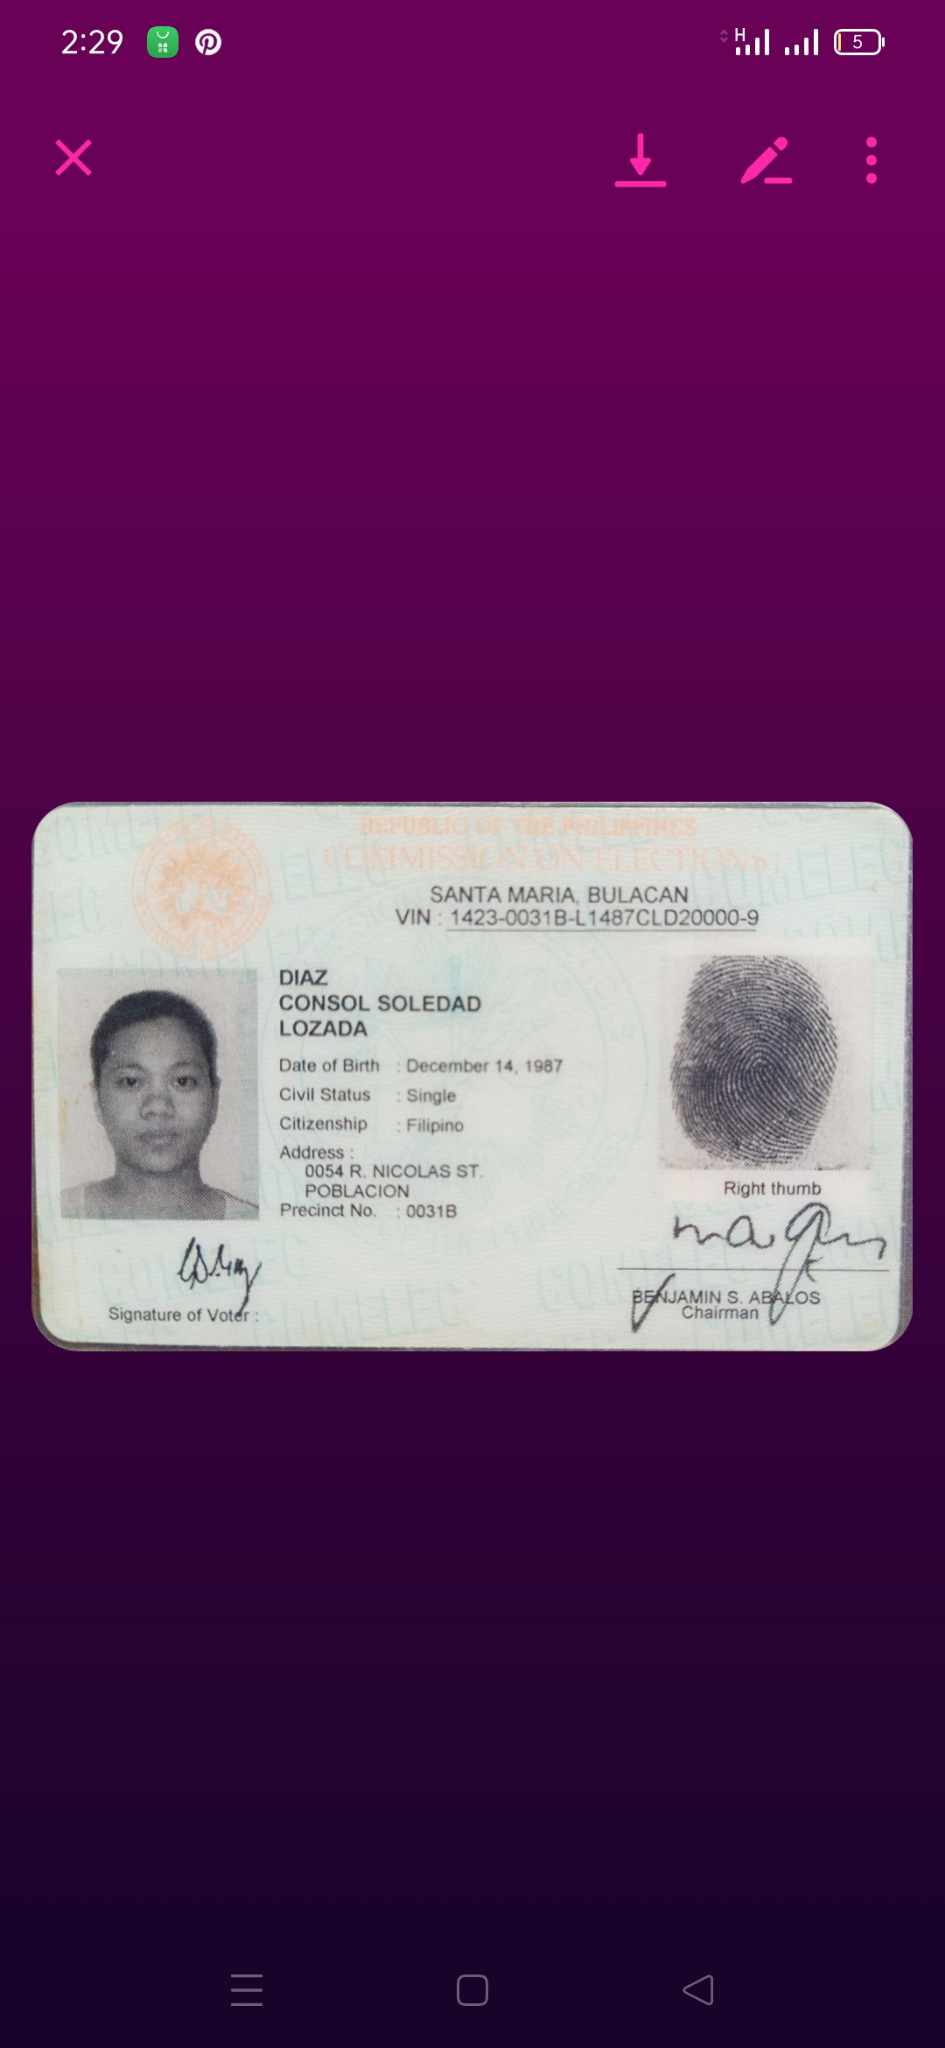 2:29
H
5
REPUBLIC OF THE PHILIPPINES
COMMISSION ON ELECTIONS
SANTA MARIA, BULACAN
VIN : 1423-0031B-L1487CLD20000-9
DIAZ
CONSOL SOLEDAD
LOZADA
Date of Birth : December 14, 1987
Civil Status : Single
Citizenship : Filipino
Address :
0054 R. NICOLAS ST.
POBLACION
Precinct No. : 0031B
Signature of Voter :
Right thumb
BENJAMIN S. ABALOS
Chairman